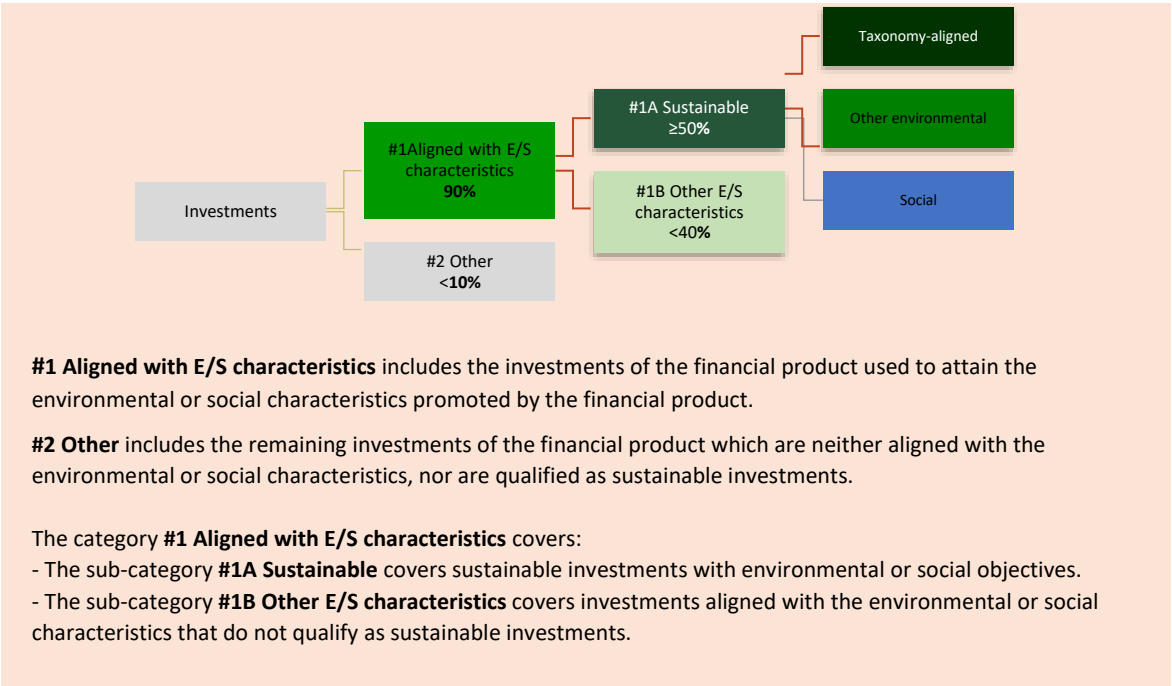 Taxonomy-aligned
#1A Sustainable
≥50%
Other environmental
#1Aligned with E/S
characteristics
90%
#1B Other E/S
characteristics
<40%
Social
Investments
#2 Other
<10%
#1 Aligned with E/S characteristics includes the investments of the financial product used to attain the
environmental or social characteristics promoted by the financial product.
#2 Other includes the remaining investments of the financial product which are neither aligned with the
environmental or social characteristics, nor are qualified as sustainable investments.
The category #1 Aligned with E/S characteristics covers:
- The sub-category #1A Sustainable covers sustainable investments with environmental or social objectives.
- The sub-category #1B Other E/S characteristics covers investments aligned with the environmental or social
characteristics that do not qualify as sustainable investments.